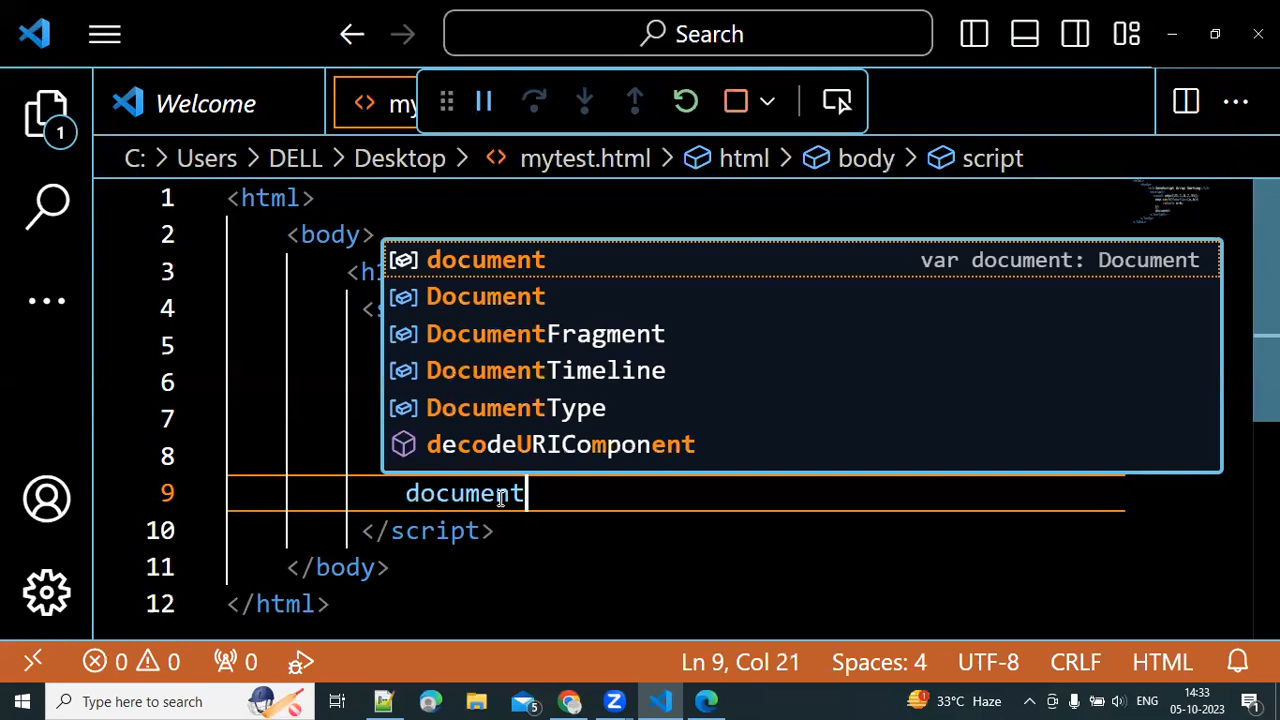 Search
Welcome
my
C: > Users > DELL > Desktop > <> mytest.html > html > body > script
1 <html>
2 <body>
3 <h
4 <s
5
6
7
8
9 document
10 </script>
11 </body>
12 </html>
document var document: Document
Document
DocumentFragment
DocumentTimeline
DocumentType
decodeURIComponent
1
0 0 0 Ln 9, Col 21 Spaces: 4 UTF-8 CRLF HTML
Type here to search 5 33°C Haze ENG 14:33
05-10-2023 1